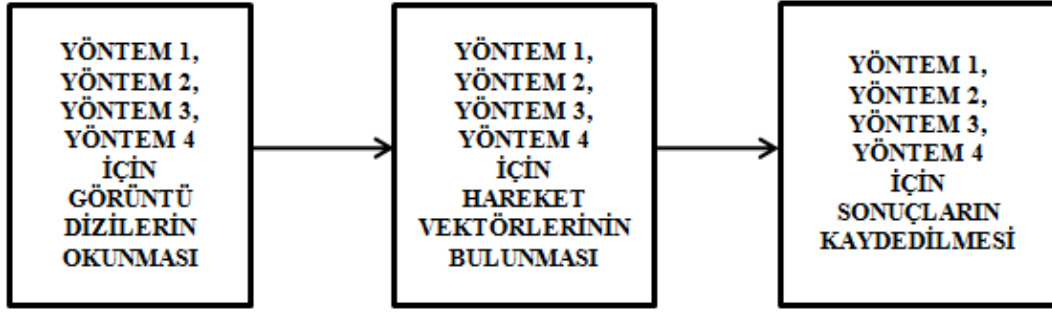 YÖNTEM 1,
YÖNTEM 2,
YÖNTEM 3,
YÖNTEM 4
İÇİN
GÖRÜNTÜ
DİZİLERİN
OKUNMASI
YÖNTEM 1,
YÖNTEM 2,
YÖNTEM 3,
YÖNTEM 4
İÇİN
HAREKET
VEKTÖRLERİNİN
BULUNMASI
YÖNTEM 1,
YÖNTEM 2,
YÖNTEM 3,
YÖNTEM 4
İÇİN
SONUÇLARIN
KAYDEDİLMESİ